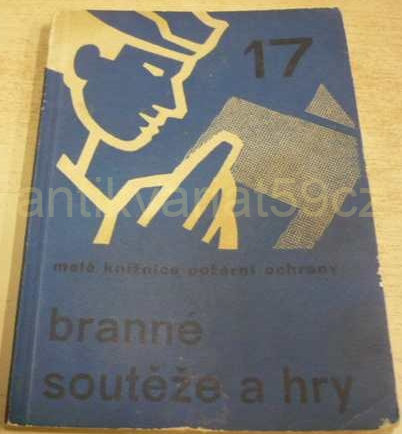 17
antikvariat59cz
malá knižnice požární ochrany
branné
soutěže a hry